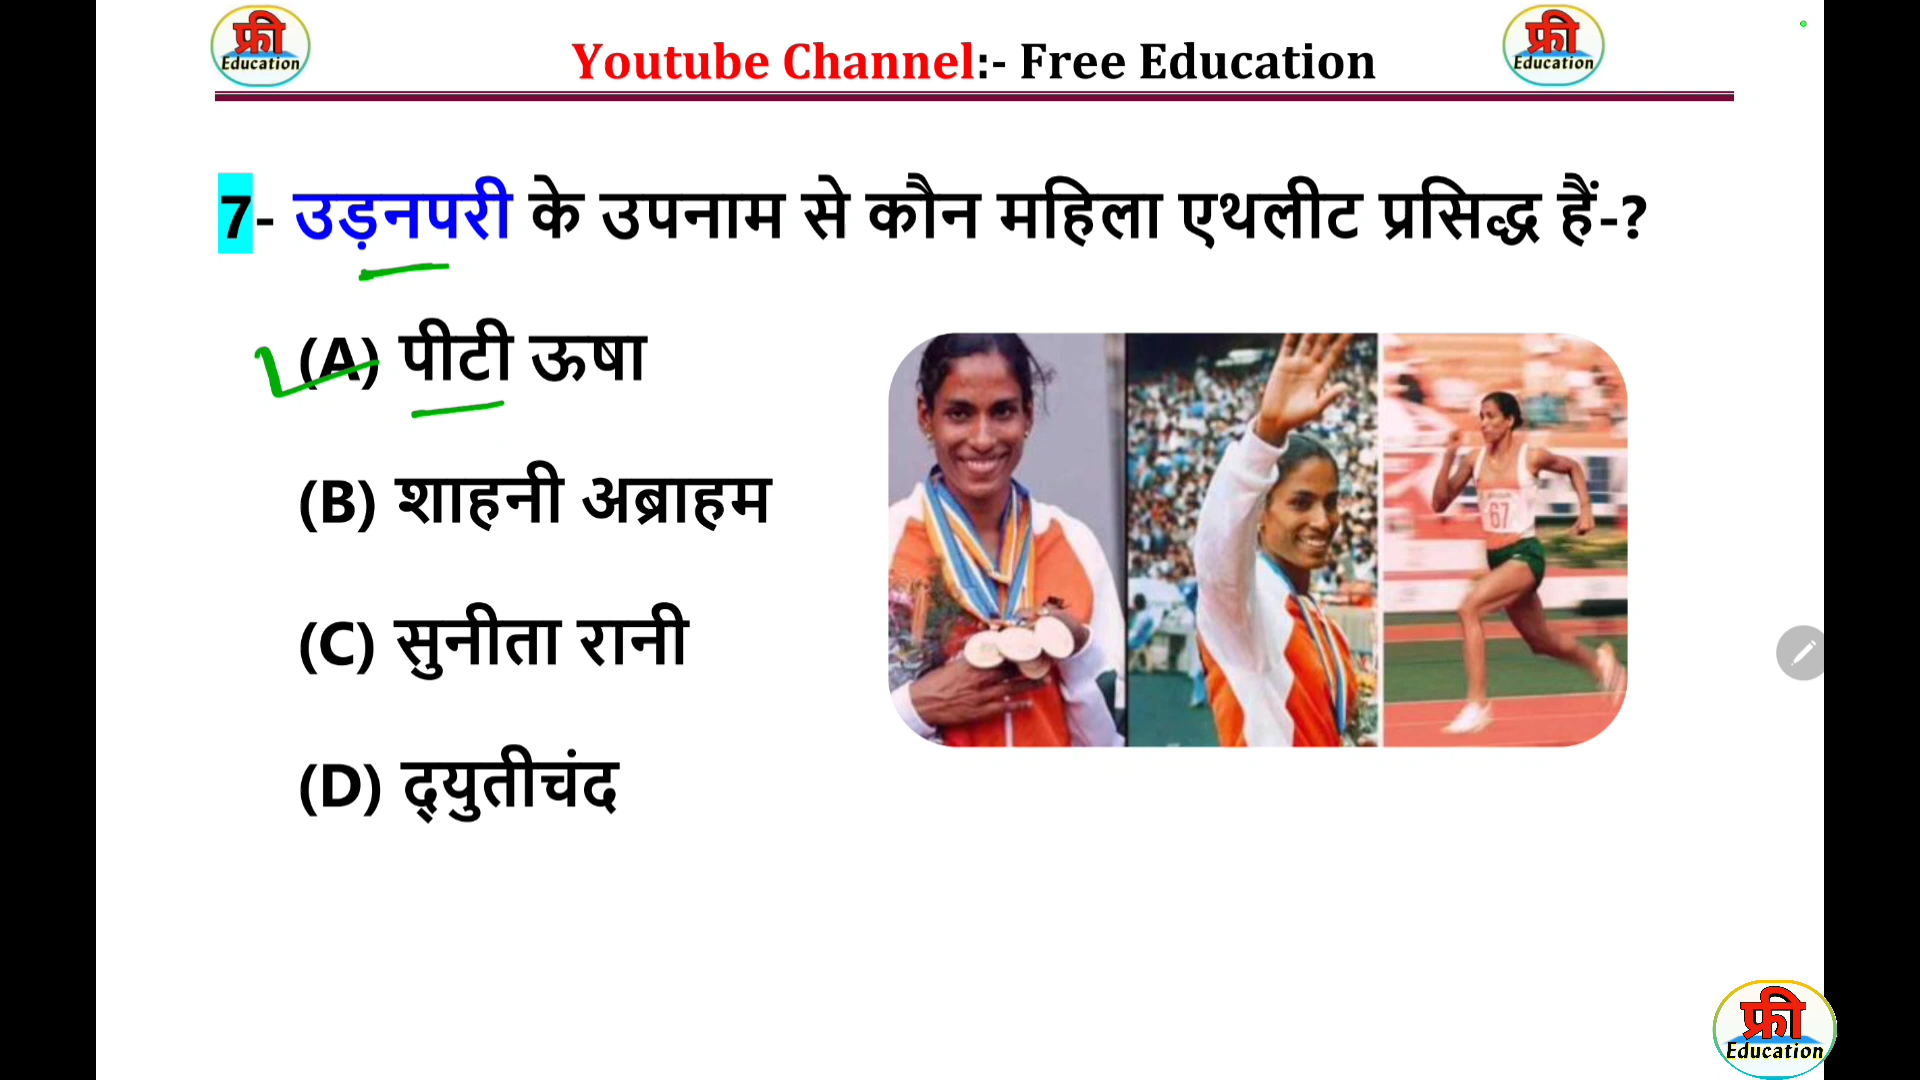 फ्री
Education
Youtube Channel:- Free Education
फ्री
Education
7- उड़नपरी के उपनाम से कौन महिला एथलीट प्रसिद्ध हैं-?
(A) पीटी ऊषा
(B) शाहनी अब्राहम
(C) सुनीता रानी
(D) द्युतीचंद
67
फ्री
Education